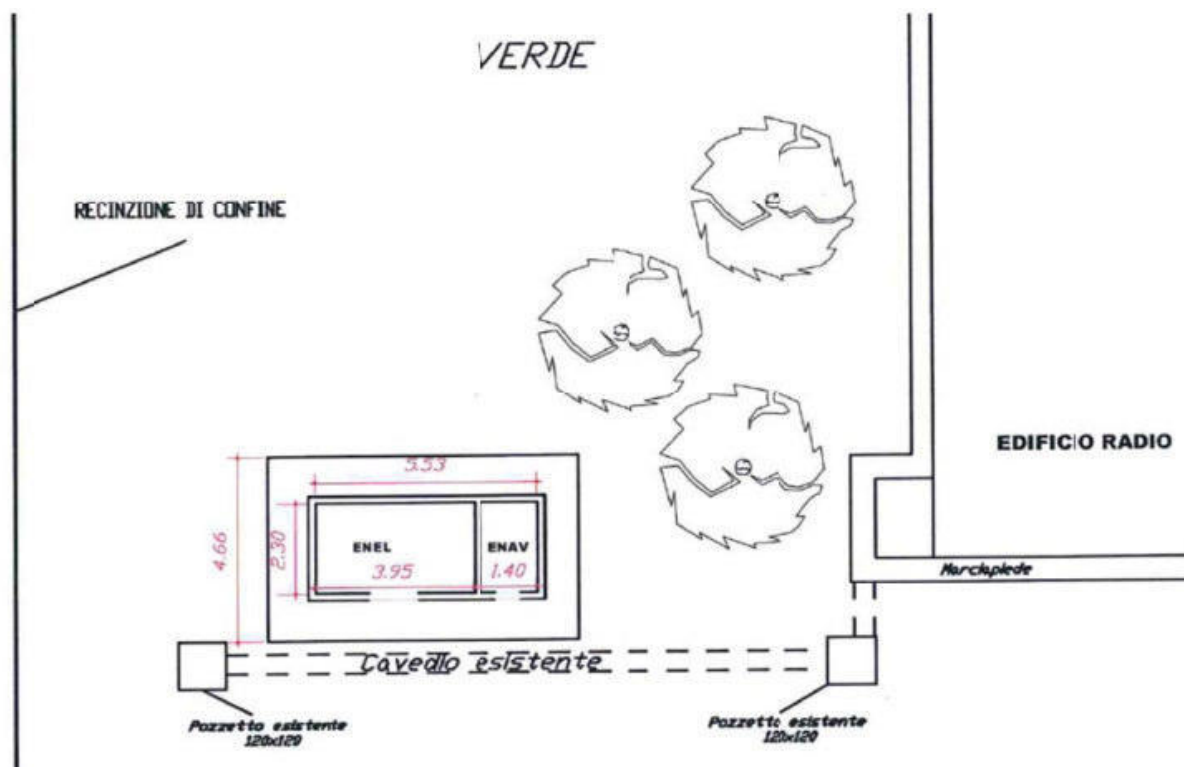 VERDE
RECINZIONE DI CONFINE
EDIFICIO RADIO
5.53
4.66
2.30
ENEL
ENAV
3.95
1.40
Marciapiede
Cavedio esistente
Pozzetto esistente
120x120
Pozzetto esistente
120x120